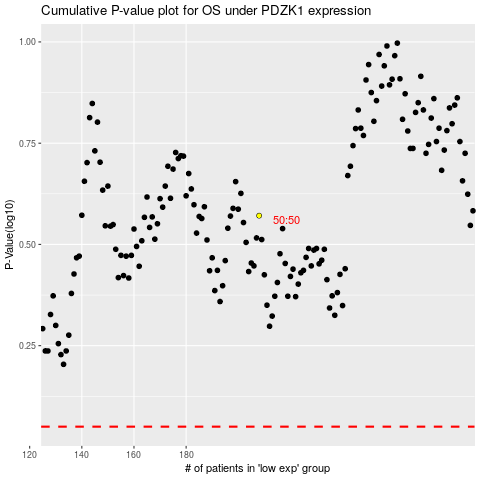 Cumulative P-value plot for OS under PDZK1 expression
P-Value(log10)
1.00
0.75
0.50
0.25
50:50
120 140 160 180
# of patients in 'low exp' group